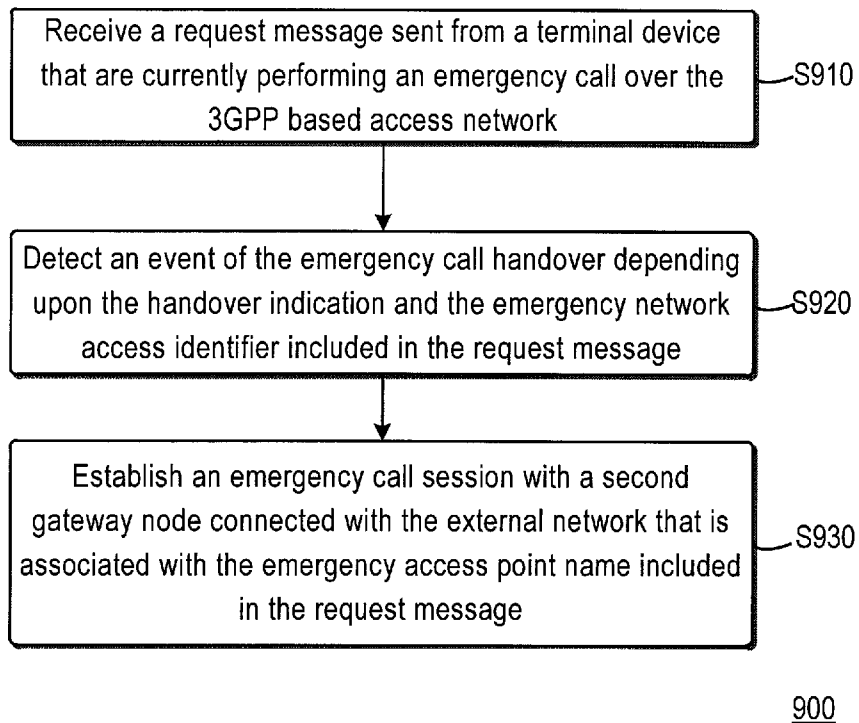 Receive a request message sent from a terminal device
that are currently performing an emergency call over the
3GPP based access network
S910
Detect an event of the emergency call handover depending
upon the handover indication and the emergency network
access identifier included in the request message
S920
Establish an emergency call session with a second
gateway node connected with the external network that is
associated with the emergency access point name included
in the request message
S930
900